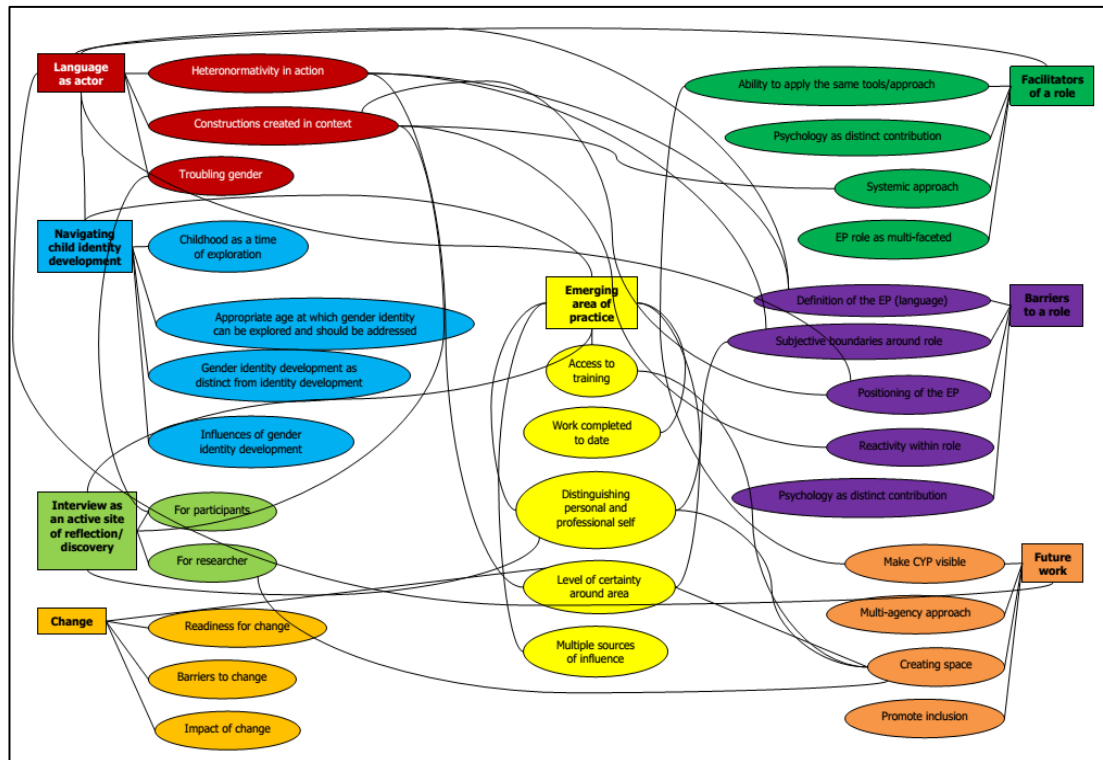 Language
as actor
Heteronormativity in action
Constructions created in context
Troubling gender
Navigating
child identity
development
Childhood as a time
of exploration
Appropriate age at which gender identity
can be explored and should be addressed
Gender identity development as
distinct from identity development
Influences of gender
identity development
Interview as
an active site
of reflection/
discovery
For participants
For researcher
Change
Readiness for change
Barriers to change
Impact of change
Emerging
area of
practice
Access to
training
Work completed
to date
Distinguishing
personal and
professional self
Level of certainty
around area
Multiple sources
of influence
Facilitators
of a role
Ability to apply the same tools/approach
Psychology as distinct contribution
Systemic approach
EP role as multi-faceted
Barriers
to a role
Definition of the EP (language)
Subjective boundaries around role
Positioning of the EP
Reactivity within role
Psychology as distinct contribution
Future
work
Make CYP visible
Multi-agency approach
Creating space
Promote inclusion